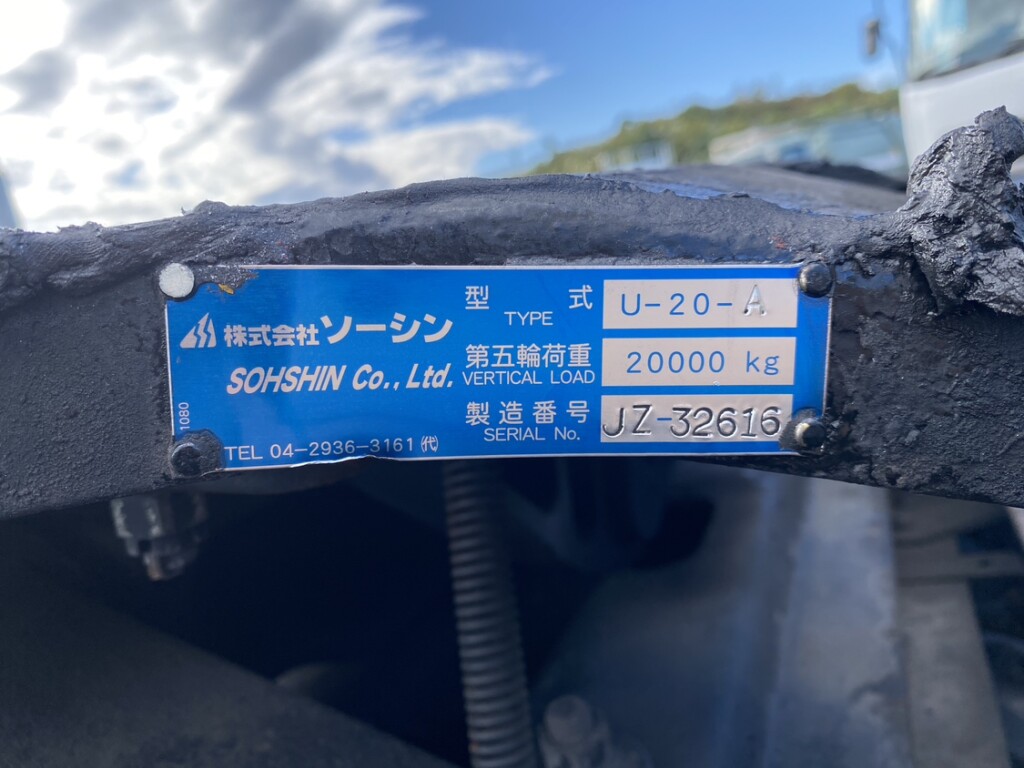 株式会社ソーシン
SOHSHIN Co., Ltd.
1080
TEL 04-2936-3161 ㈹
型式 U-20-A
TYPE
第五輪荷重 20000 kg
VERTICAL LOAD
製造番号 JZ-32616
SERIAL No.